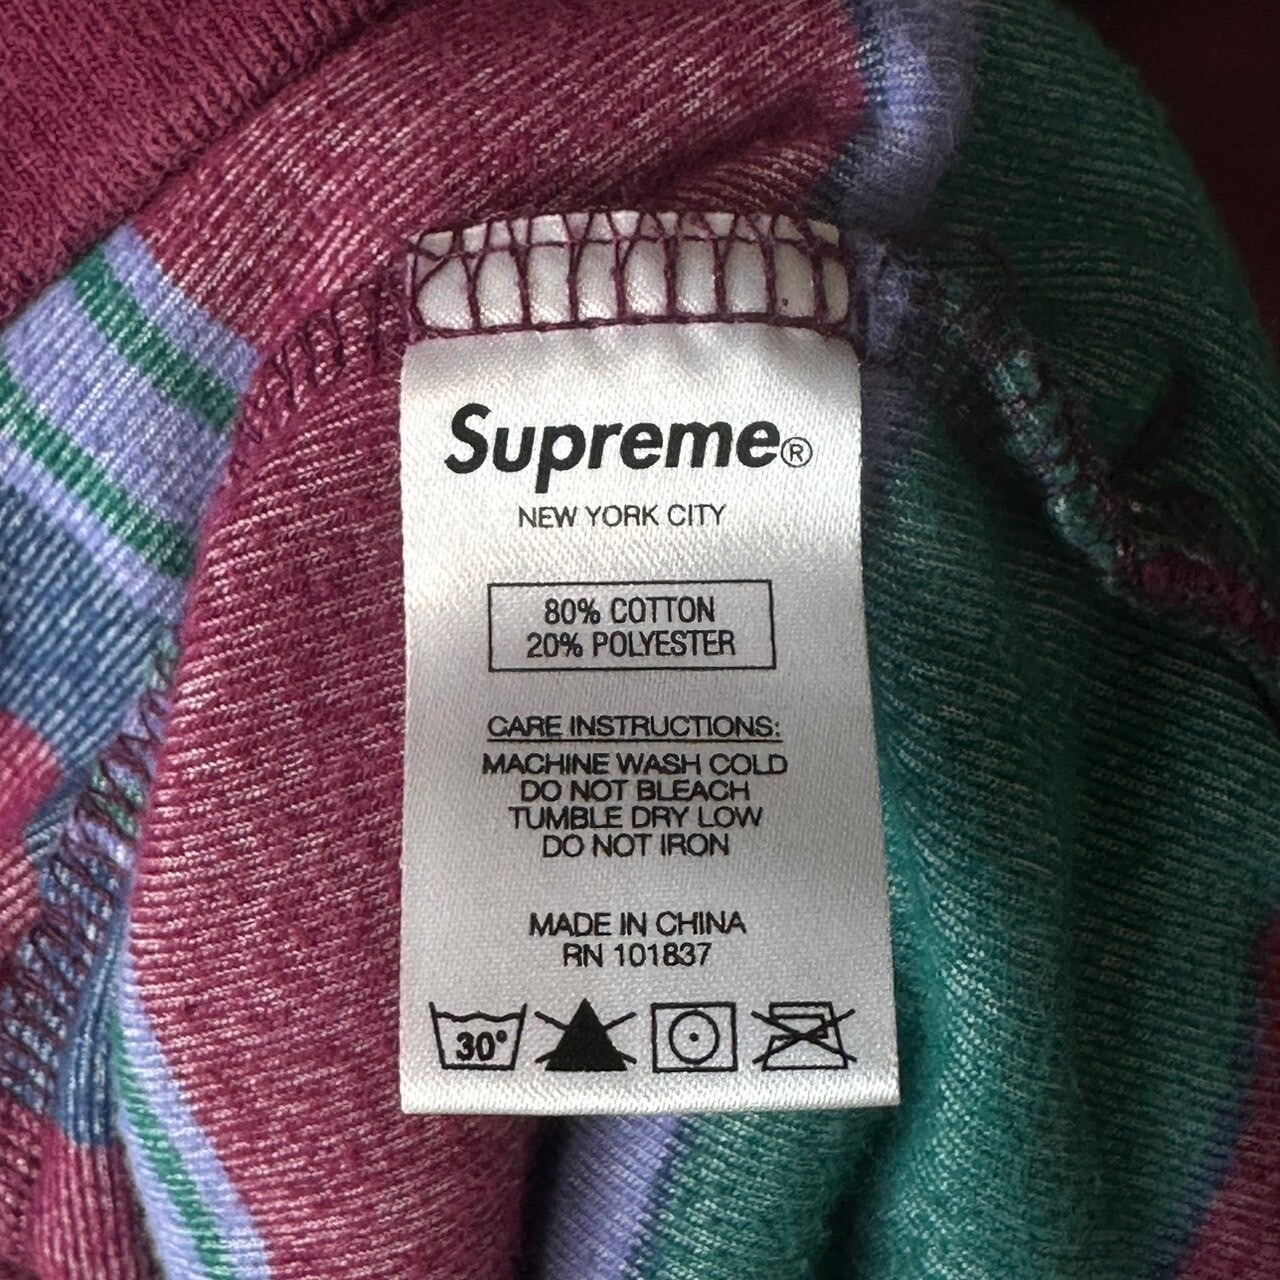 Supreme®
NEW YORK CITY
80% COTTON
20% POLYESTER
CARE INSTRUCTIONS:
MACHINE WASH COLD
DO NOT BLEACH
TUMBLE DRY LOW
DO NOT IRON
MADE IN CHINA
RN 101837
30°